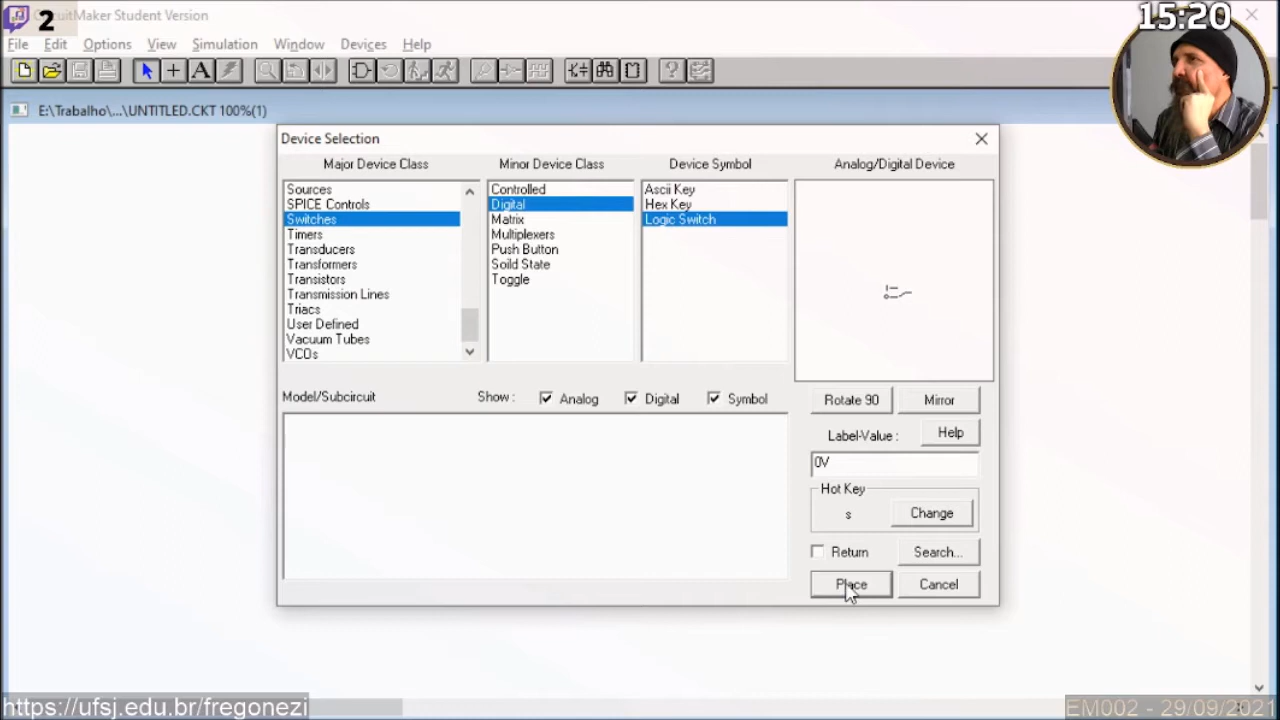 2
CircuitMaker Student Version
15:20
File Edit Options View Simulation Window Devices Help
E:\Trabalho\...\UNTITLED.CKT 100%(1)
Device Selection
Major Device Class Minor Device Class Device Symbol Analog/Digital Device
Sources
SPICE Controls
Switches
Timers
Transducers
Transformers
Transistors
Transmission Lines
Triacs
User Defined
Vacuum Tubes
VCOs
Controlled
Digital
Matrix
Multiplexers
Push Button
Soild State
Toggle
Ascii Key
Hex Key
Logic Switch
Model/Subcircuit Show : Analog Digital Symbol
Rotate 90 Mirror
Label-Value : Help
0V
Hot Key
s Change
Return Search...
Place Cancel
https://ufsj.edu.br/fregonezi
EM002 - 29/09/2021